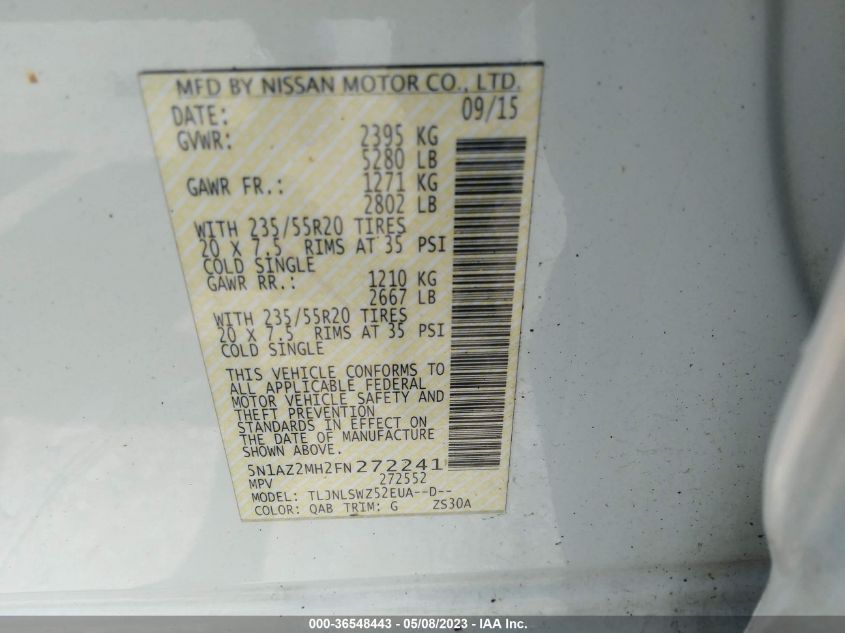 MFD BY NISSAN MOTOR CO., LTD.
DATE: 09/15
GVWR: 2395 KG
5280 LB
GAWR FR.: 1271 KG
2802 LB
WITH 235/55R20 TIRES
20 X 7.5 RIMS AT 35 PSI
COLD SINGLE
GAWR RR.: 1210 KG
2667 LB
WITH 235/55R20 TIRES
20 X 7.5 RIMS AT 35 PSI
COLD SINGLE
THIS VEHICLE CONFORMS TO
ALL APPLICABLE FEDERAL
MOTOR VEHICLE SAFETY AND
THEFT PREVENTION
STANDARDS IN EFFECT ON
THE DATE OF MANUFACTURE
SHOWN ABOVE.
5N1AZ2MH2FN272241
MPV 272552
MODEL: TLJNLSWZ52EUA--D--
COLOR: QAB TRIM: G ZS30A
000-36548443 - 05/08/2023 - IAA Inc.